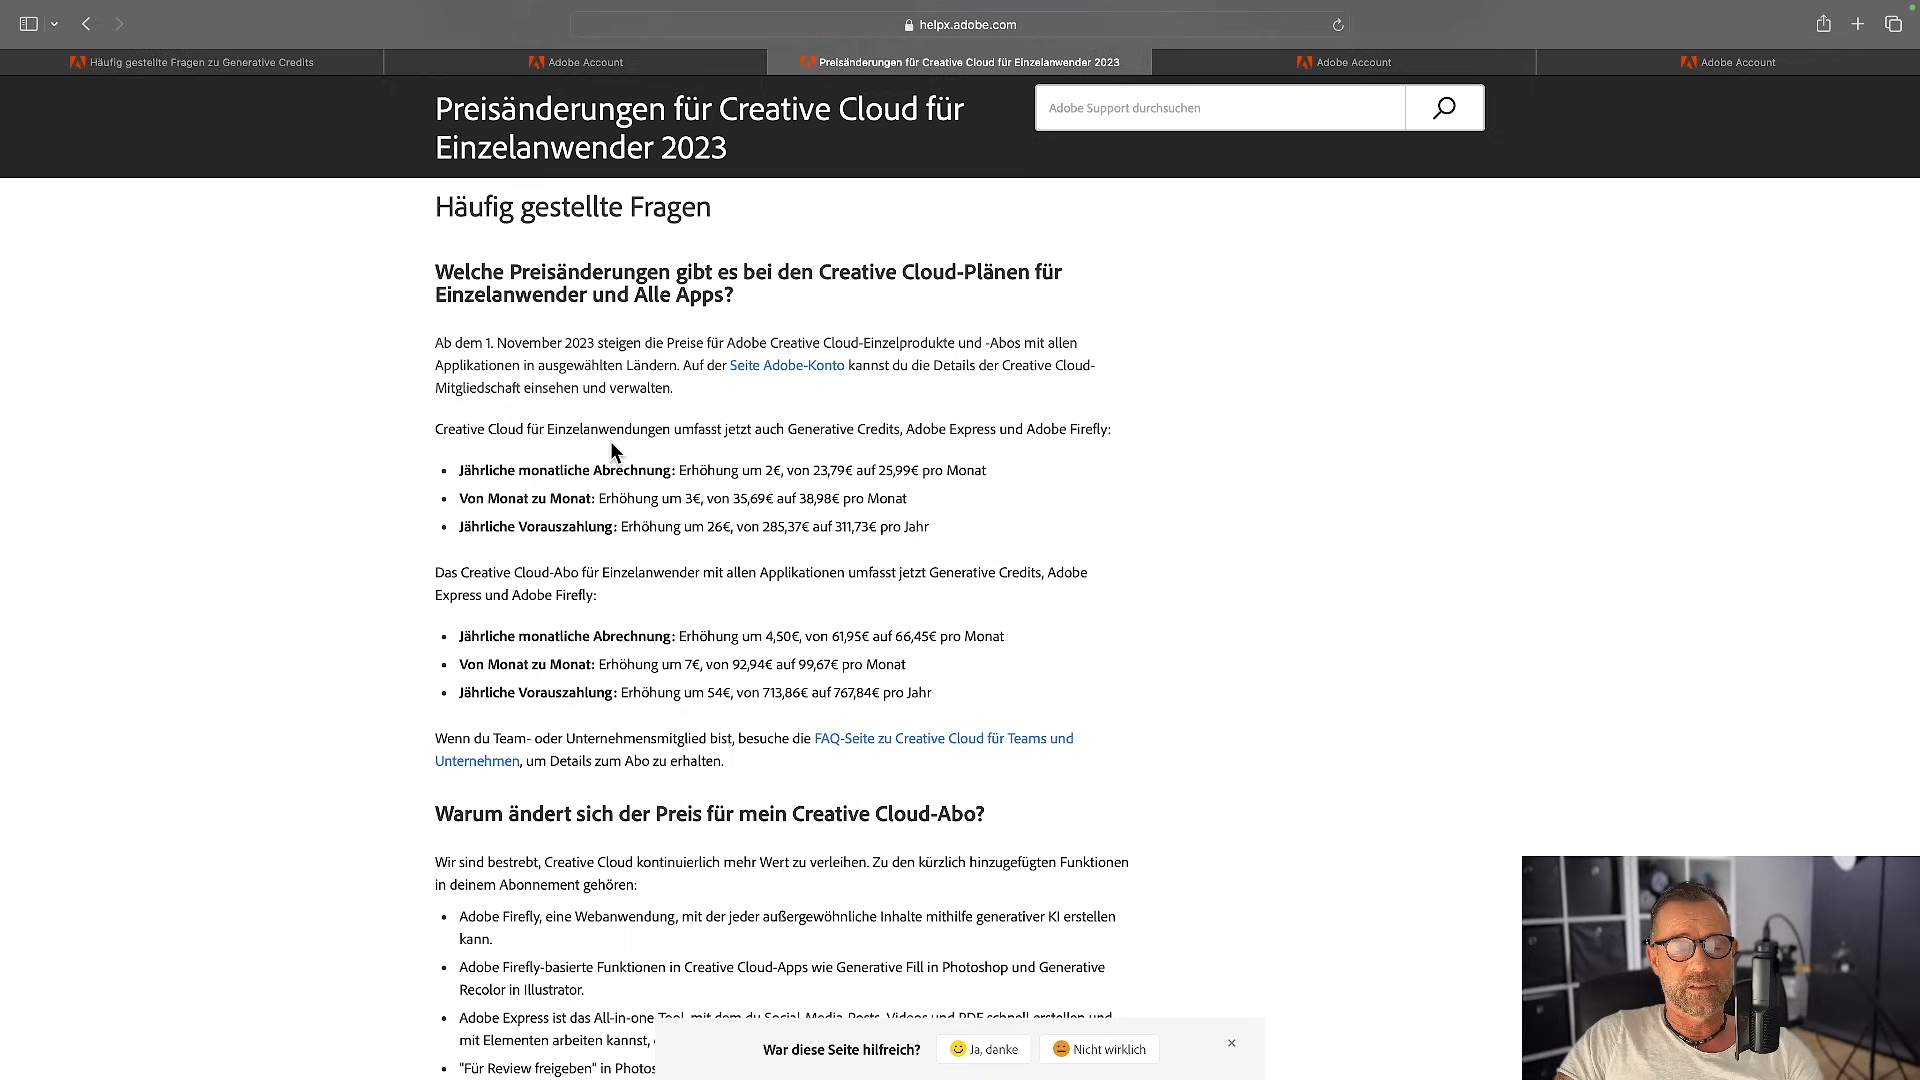 helpx.adobe.com
Häufig gestellte Fragen zu Generative Credits
Adobe Account
Preisänderungen für Creative Cloud für Einzelanwender 2023
Adobe Account
Adobe Account
Preisänderungen für Creative Cloud für
Einzelanwender 2023
Adobe Support durchsuchen
Häufig gestellte Fragen
Welche Preisänderungen gibt es bei den Creative Cloud-Plänen für
Einzelanwender und Alle Apps?
Ab dem 1. November 2023 steigen die Preise für Adobe Creative Cloud-Einzelprodukte und -Abos mit allen
Applikationen in ausgewählten Ländern. Auf der Seite Adobe-Konto kannst du die Details der Creative Cloud-
Mitgliedschaft einsehen und verwalten.
Creative Cloud für Einzelanwendungen umfasst jetzt auch Generative Credits, Adobe Express und Adobe Firefly:
• Jährliche monatliche Abrechnung: Erhöhung um 2€, von 23,79€ auf 25,99€ pro Monat
• Von Monat zu Monat: Erhöhung um 3€, von 35,69€ auf 38,98€ pro Monat
• Jährliche Vorauszahlung: Erhöhung um 26€, von 285,37€ auf 311,73€ pro Jahr
Das Creative Cloud-Abo für Einzelanwender mit allen Applikationen umfasst jetzt Generative Credits, Adobe
Express und Adobe Firefly:
• Jährliche monatliche Abrechnung: Erhöhung um 4,50€, von 61,95€ auf 66,45€ pro Monat
• Von Monat zu Monat: Erhöhung um 7€, von 92,94€ auf 99,67€ pro Monat
• Jährliche Vorauszahlung: Erhöhung um 54€, von 713,86€ auf 767,84€ pro Jahr
Wenn du Team- oder Unternehmensmitglied bist, besuche die FAQ-Seite zu Creative Cloud für Teams und
Unternehmen, um Details zum Abo zu erhalten.
Warum ändert sich der Preis für mein Creative Cloud-Abo?
Wir sind bestrebt, Creative Cloud kontinuierlich mehr Wert zu verleihen. Zu den kürzlich hinzugefügten Funktionen
in deinem Abonnement gehören:
• Adobe Firefly, eine Webanwendung, mit der jeder außergewöhnliche Inhalte mithilfe generativer KI erstellen
kann.
• Adobe Firefly-basierte Funktionen in Creative Cloud-Apps wie Generative Fill in Photoshop und Generative
Recolor in Illustrator.
• Adobe Express ist das All-in-one Tool, mit dem du Social-Media-Posts, Videos und PDF schnell erstellen und
mit Elementen arbeiten kannst,
• "Für Review freigeben" in Photos
War diese Seite hilfreich?
Ja, danke
Nicht wirklich